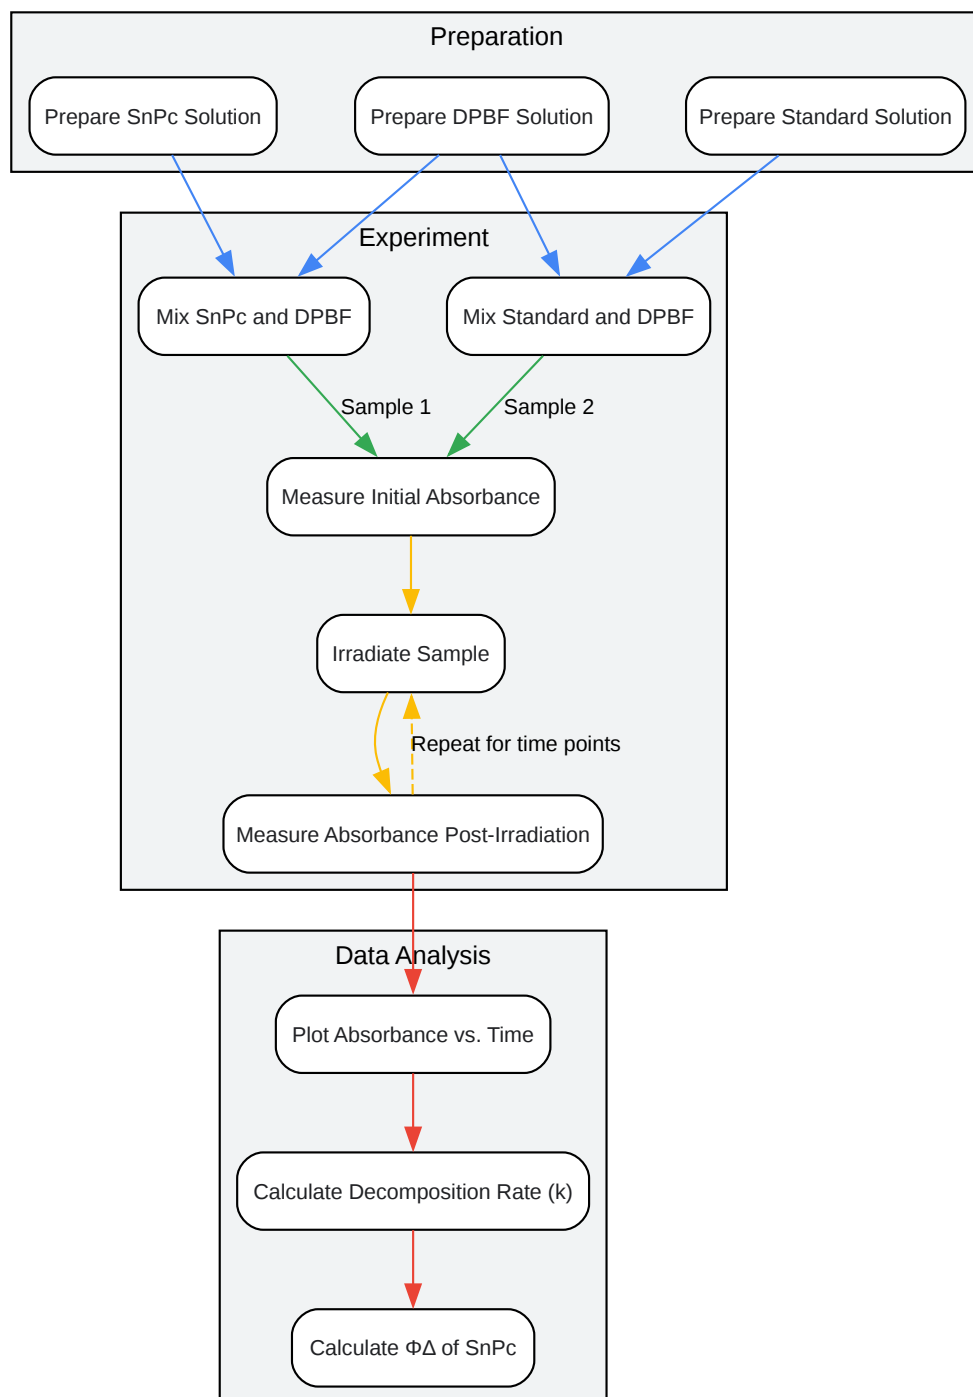 Preparation
Prepare SnPc Solution
Prepare DPBF Solution
Prepare Standard Solution
Experiment
Mix SnPc and DPBF
Mix Standard and DPBF
Sample 1
Sample 2
Measure Initial Absorbance
Irradiate Sample
Repeat for time points
Measure Absorbance Post-Irradiation
Data Analysis
Plot Absorbance vs. Time
Calculate Decomposition Rate (k)
Calculate ΦΔ of SnPc